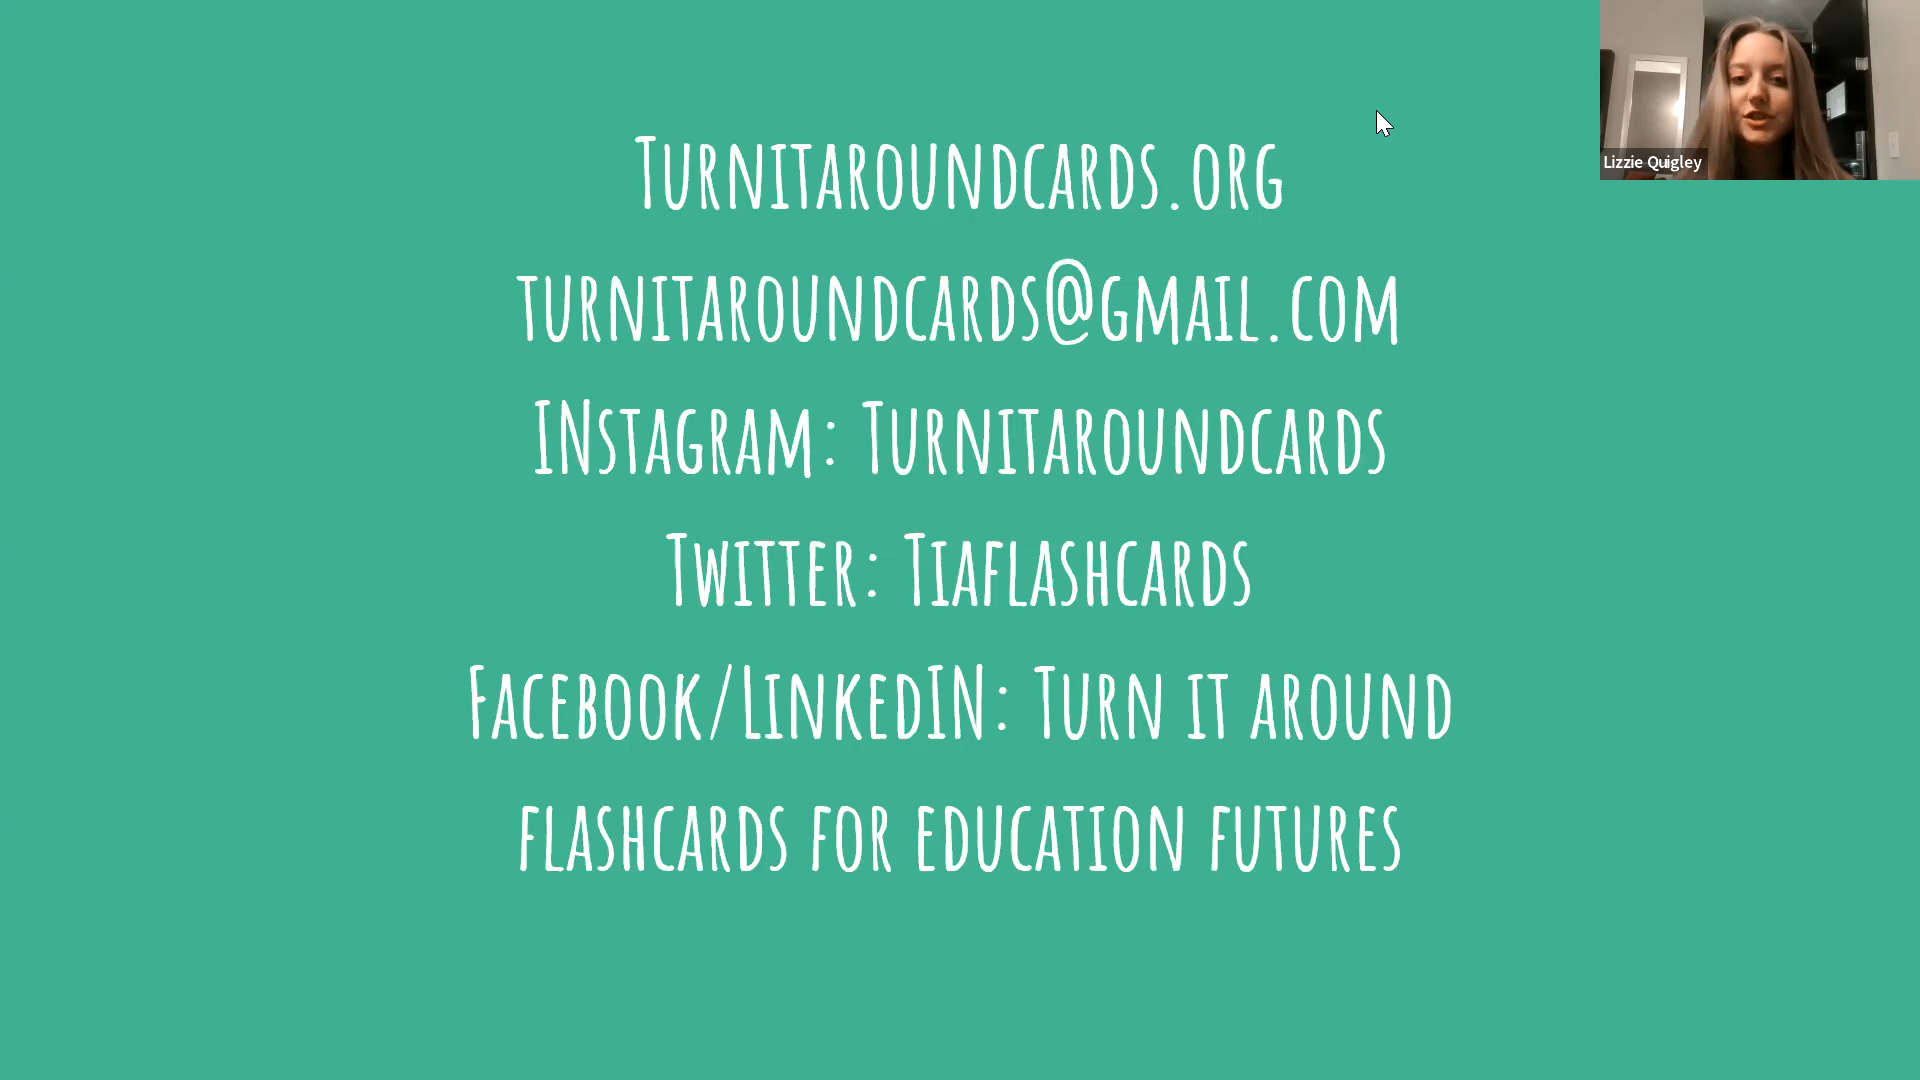 Turnitaroundcards.org
turnitaroundcards@gmail.com
INstagram: Turnitaroundcards
Twitter: Tiaflashcards
Facebook/LinkedIN: Turn it around
flashcards for education futures
Lizzie Quigley